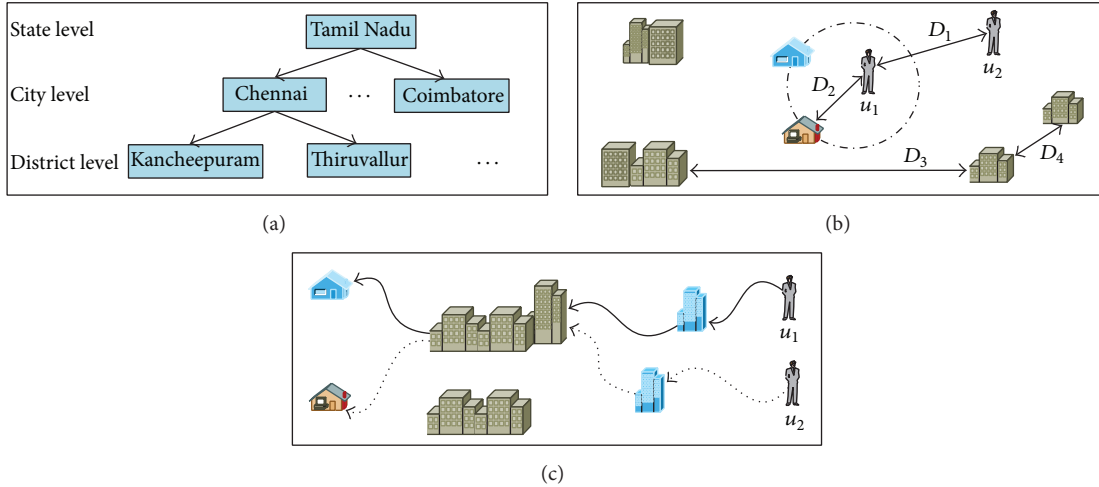 State level
Tamil Nadu
City level
Chennai
...
Coimbatore
District level
Kancheepuram
Thiruvallur
...
(a)
D₁
u₂
D₂
u₁
D₃
D₄
(b)
u₁
u₂
(c)